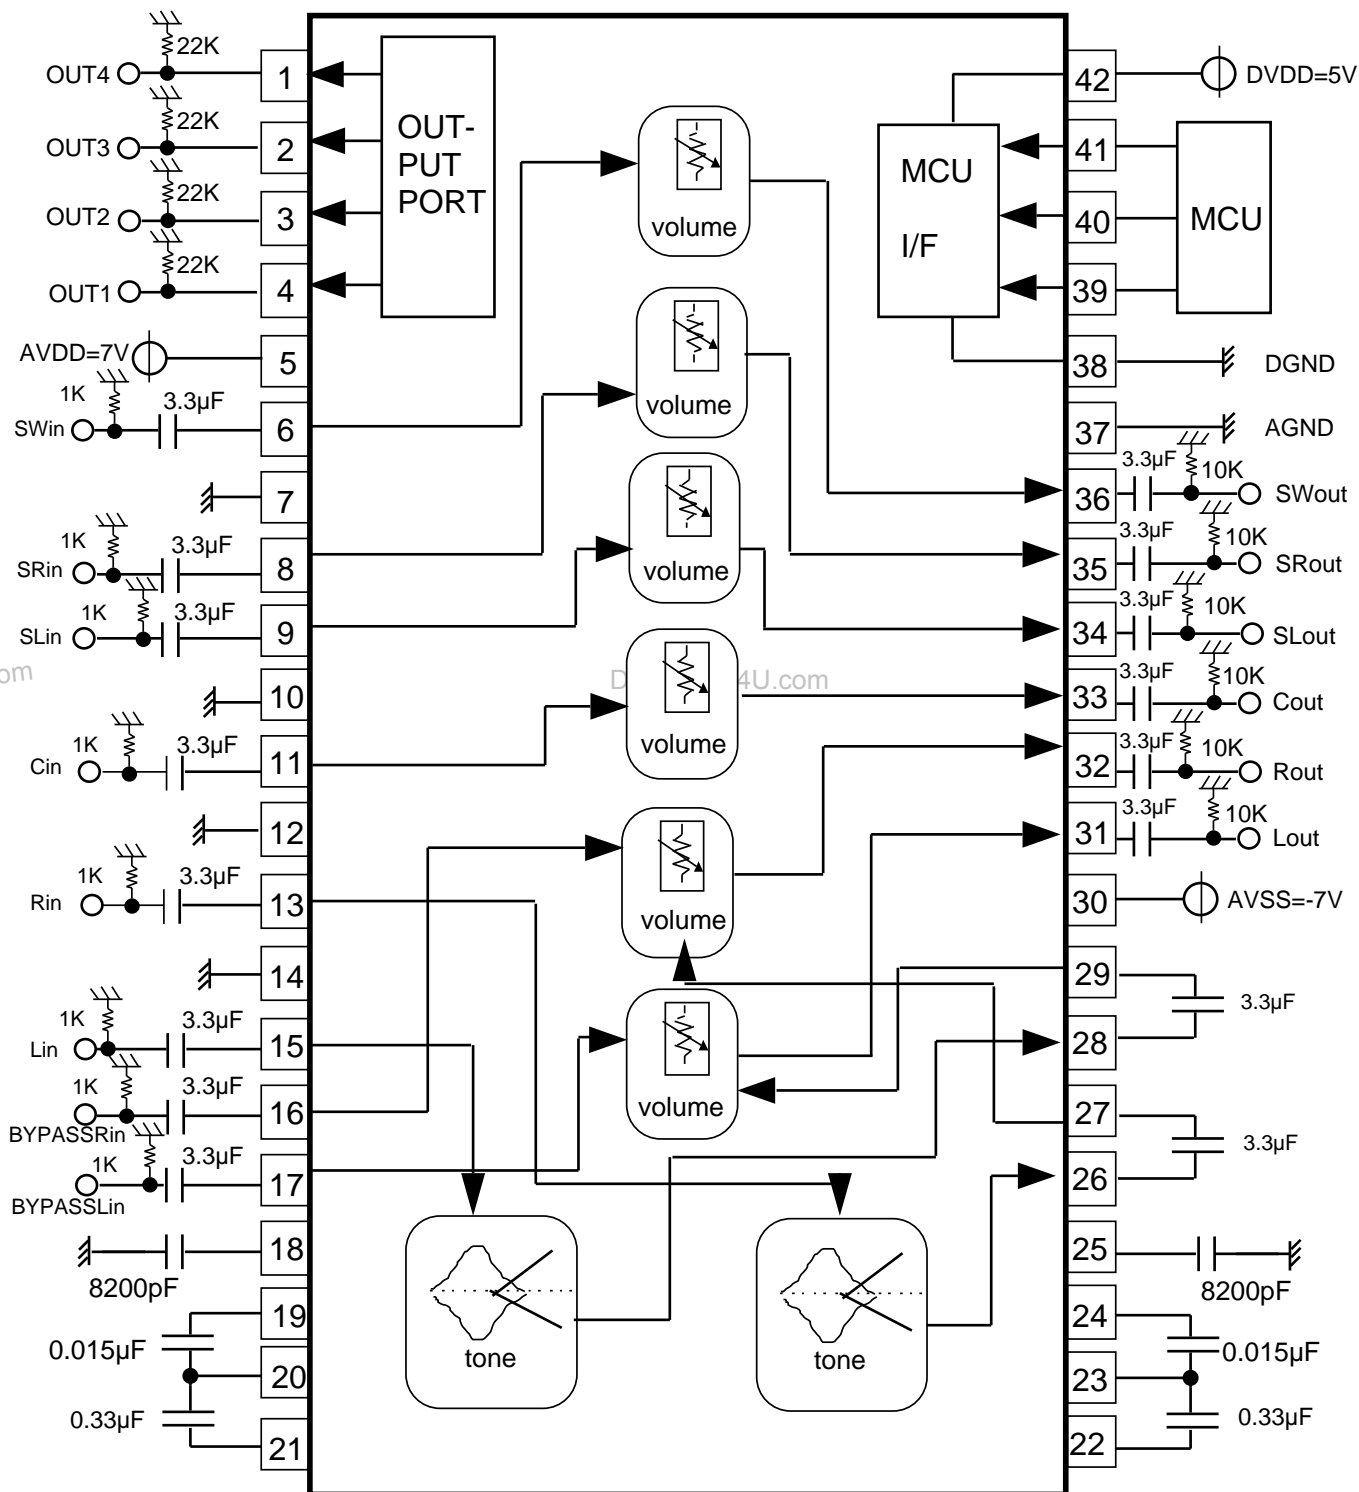 22K
OUT4
1
22K
OUT3
2
22K
OUT2
3
22K
OUT1
4
OUT-
PUT
PORT
AVDD=7V
5
1K
3.3µF
SWin
6
7
1K
3.3µF
SRin
8
1K
3.3µF
SLin
9
10
1K
3.3µF
Cin
11
12
1K
3.3µF
Rin
13
14
1K
3.3µF
Lin
15
1K
3.3µF
BYPASSRin
16
1K
3.3µF
BYPASSLin
17
18
8200pF
19
0.015µF
20
0.33µF
21
volume
volume
volume
volume
volume
volume
tone
tone
MCU
I/F
MCU
42
DVDD=5V
41
40
39
38
DGND
37
AGND
3.3µF
10K
36
SWout
3.3µF
10K
35
SRout
3.3µF
10K
34
SLout
3.3µF
10K
33
Cout
3.3µF
10K
32
Rout
3.3µF
10K
31
Lout
30
AVSS=-7V
29
3.3µF
28
27
3.3µF
26
25
8200pF
24
0.015µF
23
0.33µF
22
om
4U.com